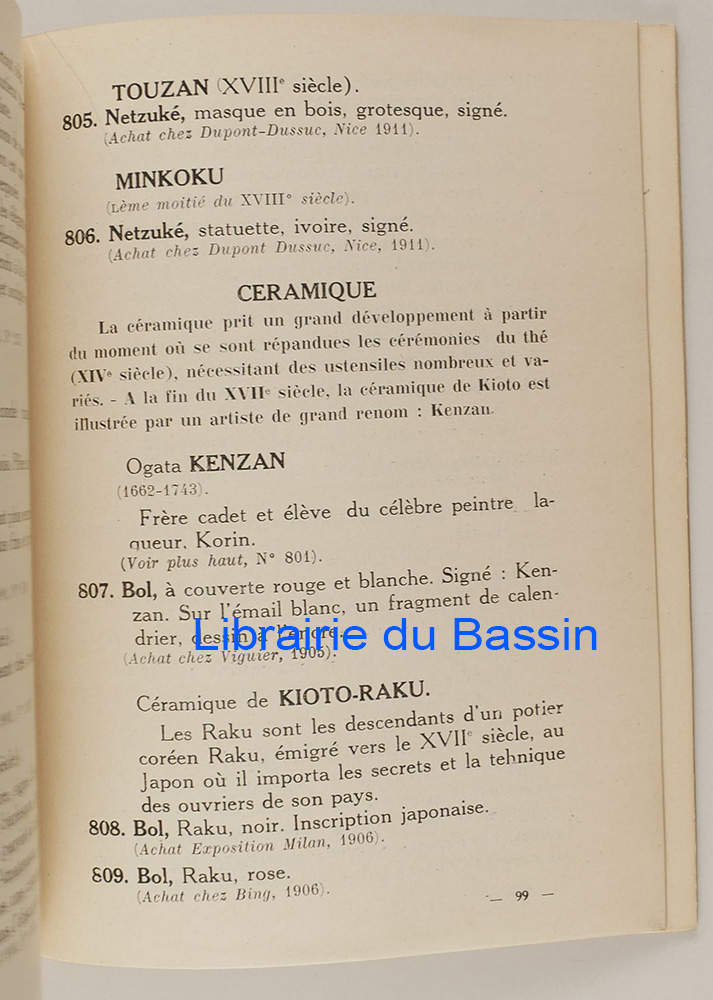 TOUZAN (XVIIIe siècle).
805. Netzuké, masque en bois, grotesque, signé.
(Achat chez Dupont-Dussuc, Nice 1911).
MINKOKU
(Lème moitié du XVIIIe siècle).
806. Netzuké, statuette, ivoire, signé.
(Achat chez Dupont Dussuc, Nice, 1911).
CERAMIQUE
La céramique prit un grand développement à partir
du moment où se sont répandues les cérémonies du thé
(XIVe siècle), nécessitant des ustensiles nombreux et va-
riés. - A la fin du XVIIe siècle, la céramique de Kioto est
illustrée par un artiste de grand renom : Kenzan.
Ogata KENZAN
(1662-1743).
Frère cadet et élève du célèbre peintre la-
queur, Korin.
(Voir plus haut, N° 801).
807. Bol, à couverte rouge et blanche. Signé : Ken-
zan. Sur l'émail blanc, un fragment de calen-
drier, dessin à l'encre.
Librairie du Bassin
(Achat chez Viguier, 1905).
Céramique de KIOTO-RAKU.
Les Raku sont les descendants d'un potier
coréen Raku, émigré vers le XVIIe siècle, au
Japon où il importa les secrets et la tehnique
des ouvriers de son pays.
808. Bol, Raku, noir. Inscription japonaise.
(Achat Exposition Milan, 1906).
809. Bol, Raku, rose.
(Achat chez Bing, 1906).
— 99 —